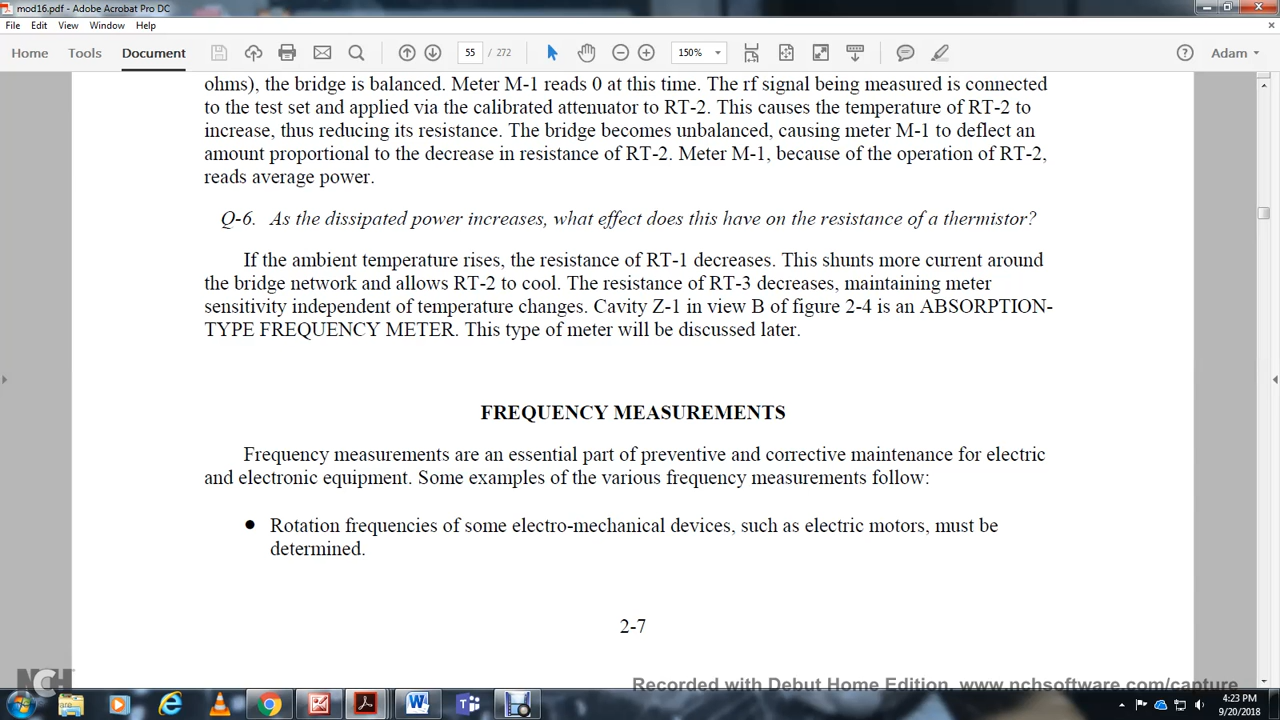 mod16.pdf - Adobe Acrobat Pro DC
File Edit View Window Help
Home Tools Document 55 / 272 150% Adam
ohms), the bridge is balanced. Meter M-1 reads 0 at this time. The rf signal being measured is connected
to the test set and applied via the calibrated attenuator to RT-2. This causes the temperature of RT-2 to
increase, thus reducing its resistance. The bridge becomes unbalanced, causing meter M-1 to deflect an
amount proportional to the decrease in resistance of RT-2. Meter M-1, because of the operation of RT-2,
reads average power.
Q-6. As the dissipated power increases, what effect does this have on the resistance of a thermistor?
If the ambient temperature rises, the resistance of RT-1 decreases. This shunts more current around
the bridge network and allows RT-2 to cool. The resistance of RT-3 decreases, maintaining meter
sensitivity independent of temperature changes. Cavity Z-1 in view B of figure 2-4 is an ABSORPTION-
TYPE FREQUENCY METER. This type of meter will be discussed later.
FREQUENCY MEASUREMENTS
Frequency measurements are an essential part of preventive and corrective maintenance for electric
and electronic equipment. Some examples of the various frequency measurements follow:
● Rotation frequencies of some electro-mechanical devices, such as electric motors, must be
determined.
2-7
NCH
Recorded with Debut Home Edition. www.nchsoftware.com/capture
4:23 PM
9/20/2018